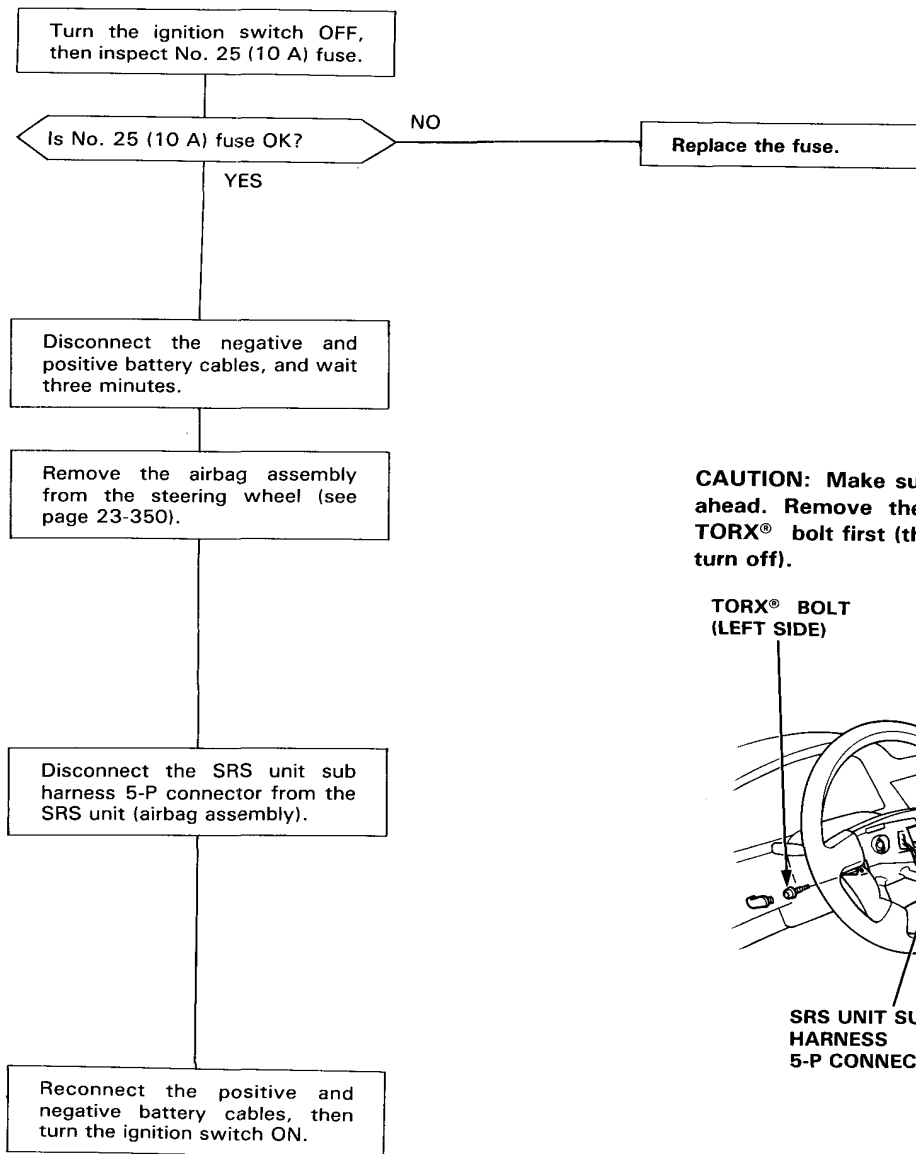 Turn the ignition switch OFF,
then inspect No. 25 (10 A) fuse.
Is No. 25 (10 A) fuse OK?
NO
Replace the fuse.
YES
Disconnect the negative and
positive battery cables, and wait
three minutes.
Remove the airbag assembly
from the steering wheel (see
page 23-350).
CAUTION: Make su
ahead. Remove the
TORX® bolt first (th
turn off).
TORX® BOLT
(LEFT SIDE)
Disconnect the SRS unit sub
harness 5-P connector from the
SRS unit (airbag assembly).
SRS UNIT SU
HARNESS
5-P CONNEC
Reconnect the positive and
negative battery cables, then
turn the ignition switch ON.